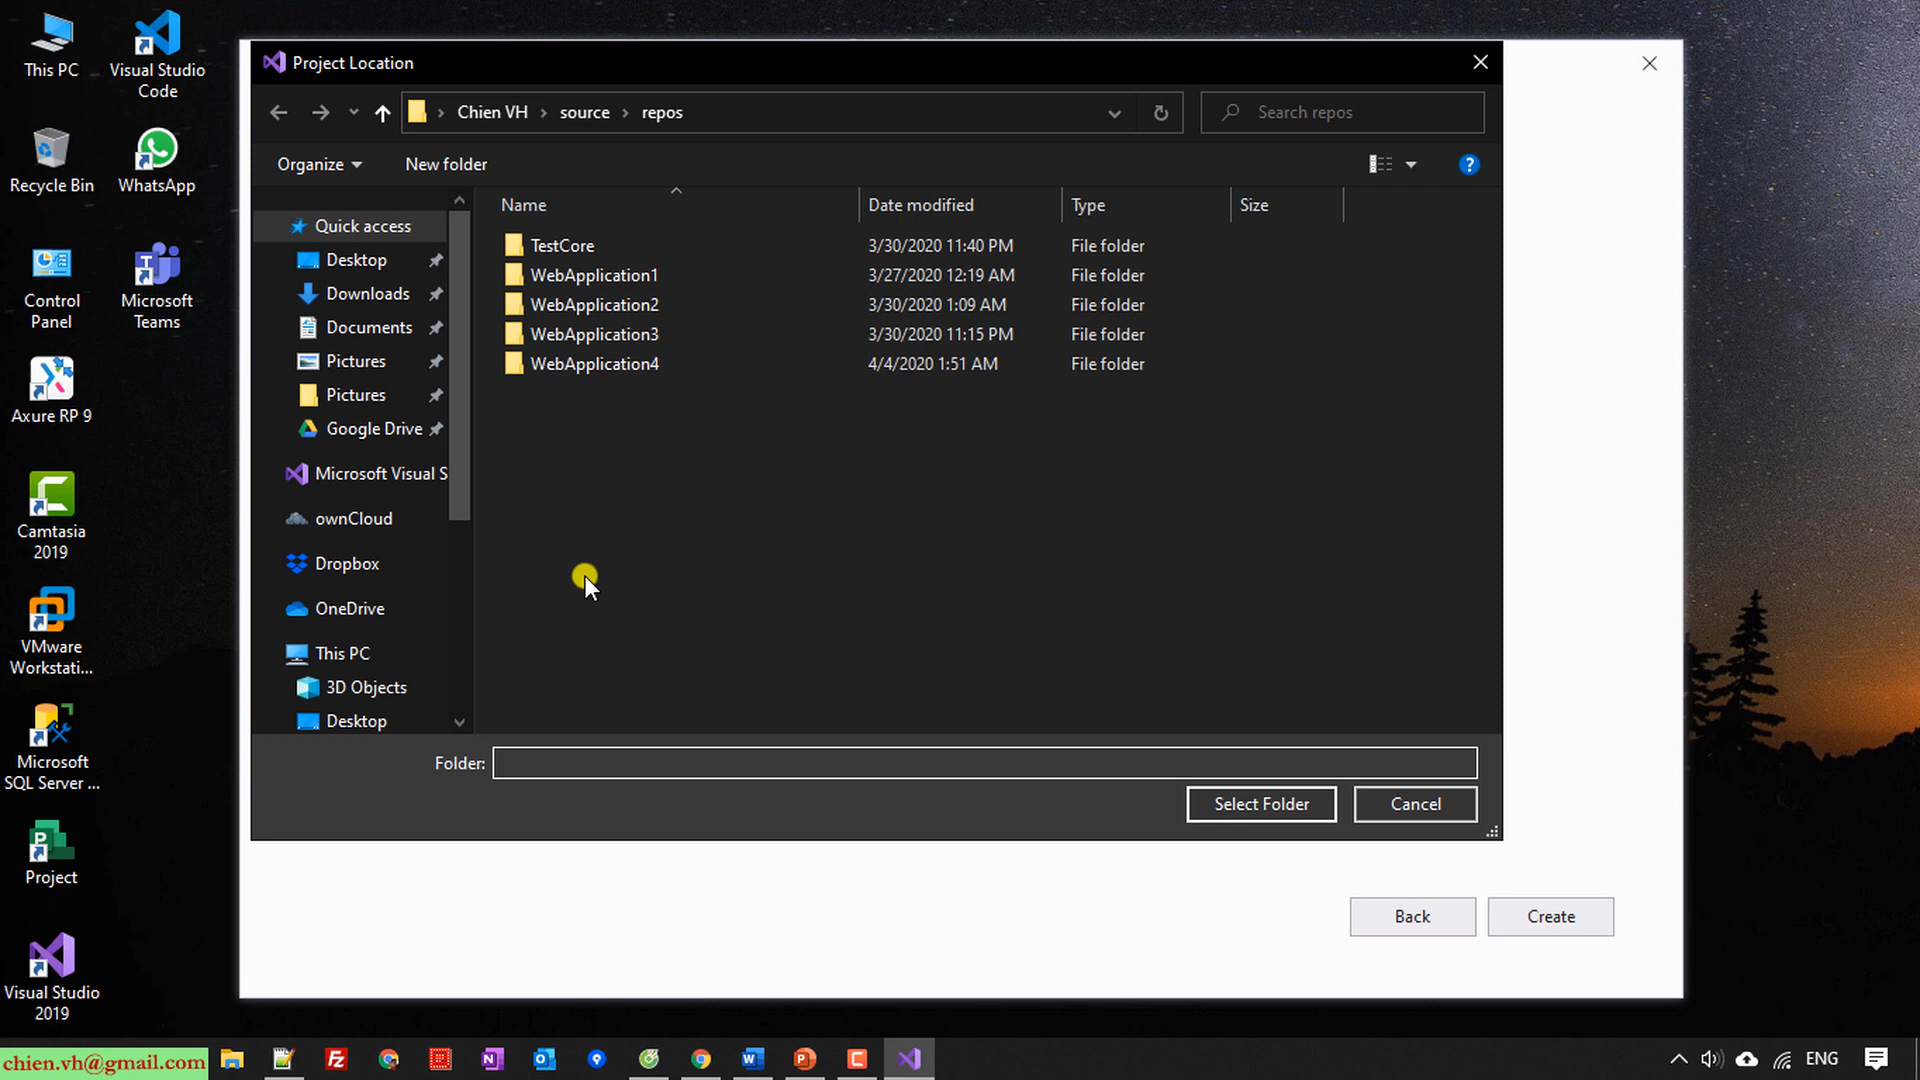 This PC
Visual Studio
Code
Recycle Bin
WhatsApp
Control
Panel
Microsoft
Teams
Axure RP 9
Camtasia
2019
VMware
Workstati...
Microsoft
SQL Server ...
Project
Visual Studio
2019
Project Location
Chien VH
source
repos
Search repos
Organize
New folder
Name
Date modified
Type
Size
TestCore
3/30/2020 11:40 PM
File folder
WebApplication1
3/27/2020 12:19 AM
File folder
WebApplication2
3/30/2020 1:09 AM
File folder
WebApplication3
3/30/2020 11:15 PM
File folder
WebApplication4
4/4/2020 1:51 AM
File folder
Quick access
Desktop
Downloads
Documents
Pictures
Pictures
Google Drive
Microsoft Visual S
ownCloud
Dropbox
OneDrive
This PC
3D Objects
Desktop
Folder:
Select Folder
Cancel
Back
Create
chien.vh@gmail.com
ENG